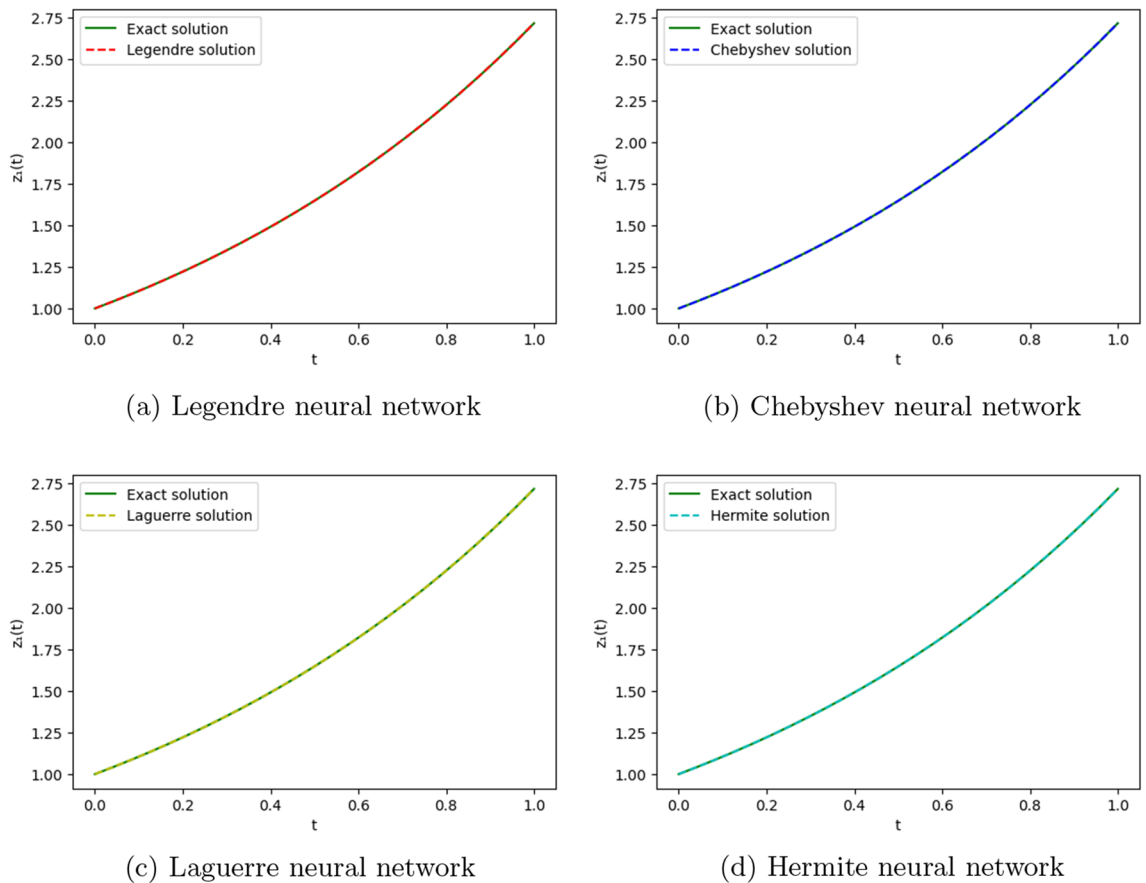 2.75
2.50
2.25
2.00
1.75
1.50
1.25
1.00
z₁(t)
Exact solution
Legendre solution
0.0 0.2 0.4 0.6 0.8 1.0
t
(a) Legendre neural network
2.75
2.50
2.25
2.00
1.75
1.50
1.25
1.00
z₁(t)
Exact solution
Chebyshev solution
0.0 0.2 0.4 0.6 0.8 1.0
t
(b) Chebyshev neural network
2.75
2.50
2.25
2.00
1.75
1.50
1.25
1.00
z₁(t)
Exact solution
Laguerre solution
0.0 0.2 0.4 0.6 0.8 1.0
t
(c) Laguerre neural network
2.75
2.50
2.25
2.00
1.75
1.50
1.25
1.00
z₁(t)
Exact solution
Hermite solution
0.0 0.2 0.4 0.6 0.8 1.0
t
(d) Hermite neural network